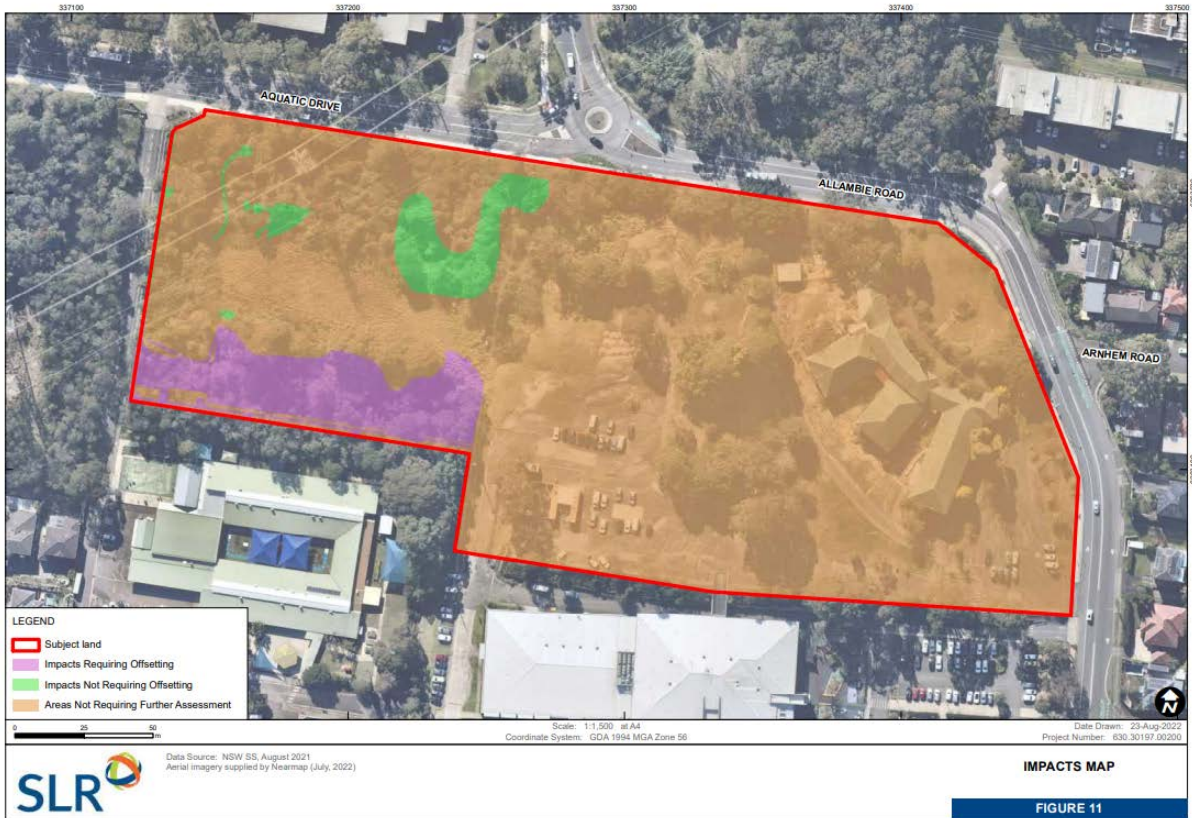 337100
337200
337300
337400
337500
AQUATIC DRIVE
ALLAMBIE ROAD
ARNHEM ROAD
LEGEND
Subject land
Impacts Requiring Offsetting
Impacts Not Requiring Offsetting
Areas Not Requiring Further Assessment
N
0 25 50
m
Scale: 1:1,500 at A4
Coordinate System: GDA 1994 MGA Zone 56
Date Drawn: 23-Aug-2022
Project Number: 630.30197.00200
SLR
Data Source: NSW SS, August 2021
Aerial imagery supplied by Nearmap (July, 2022)
IMPACTS MAP
FIGURE 11